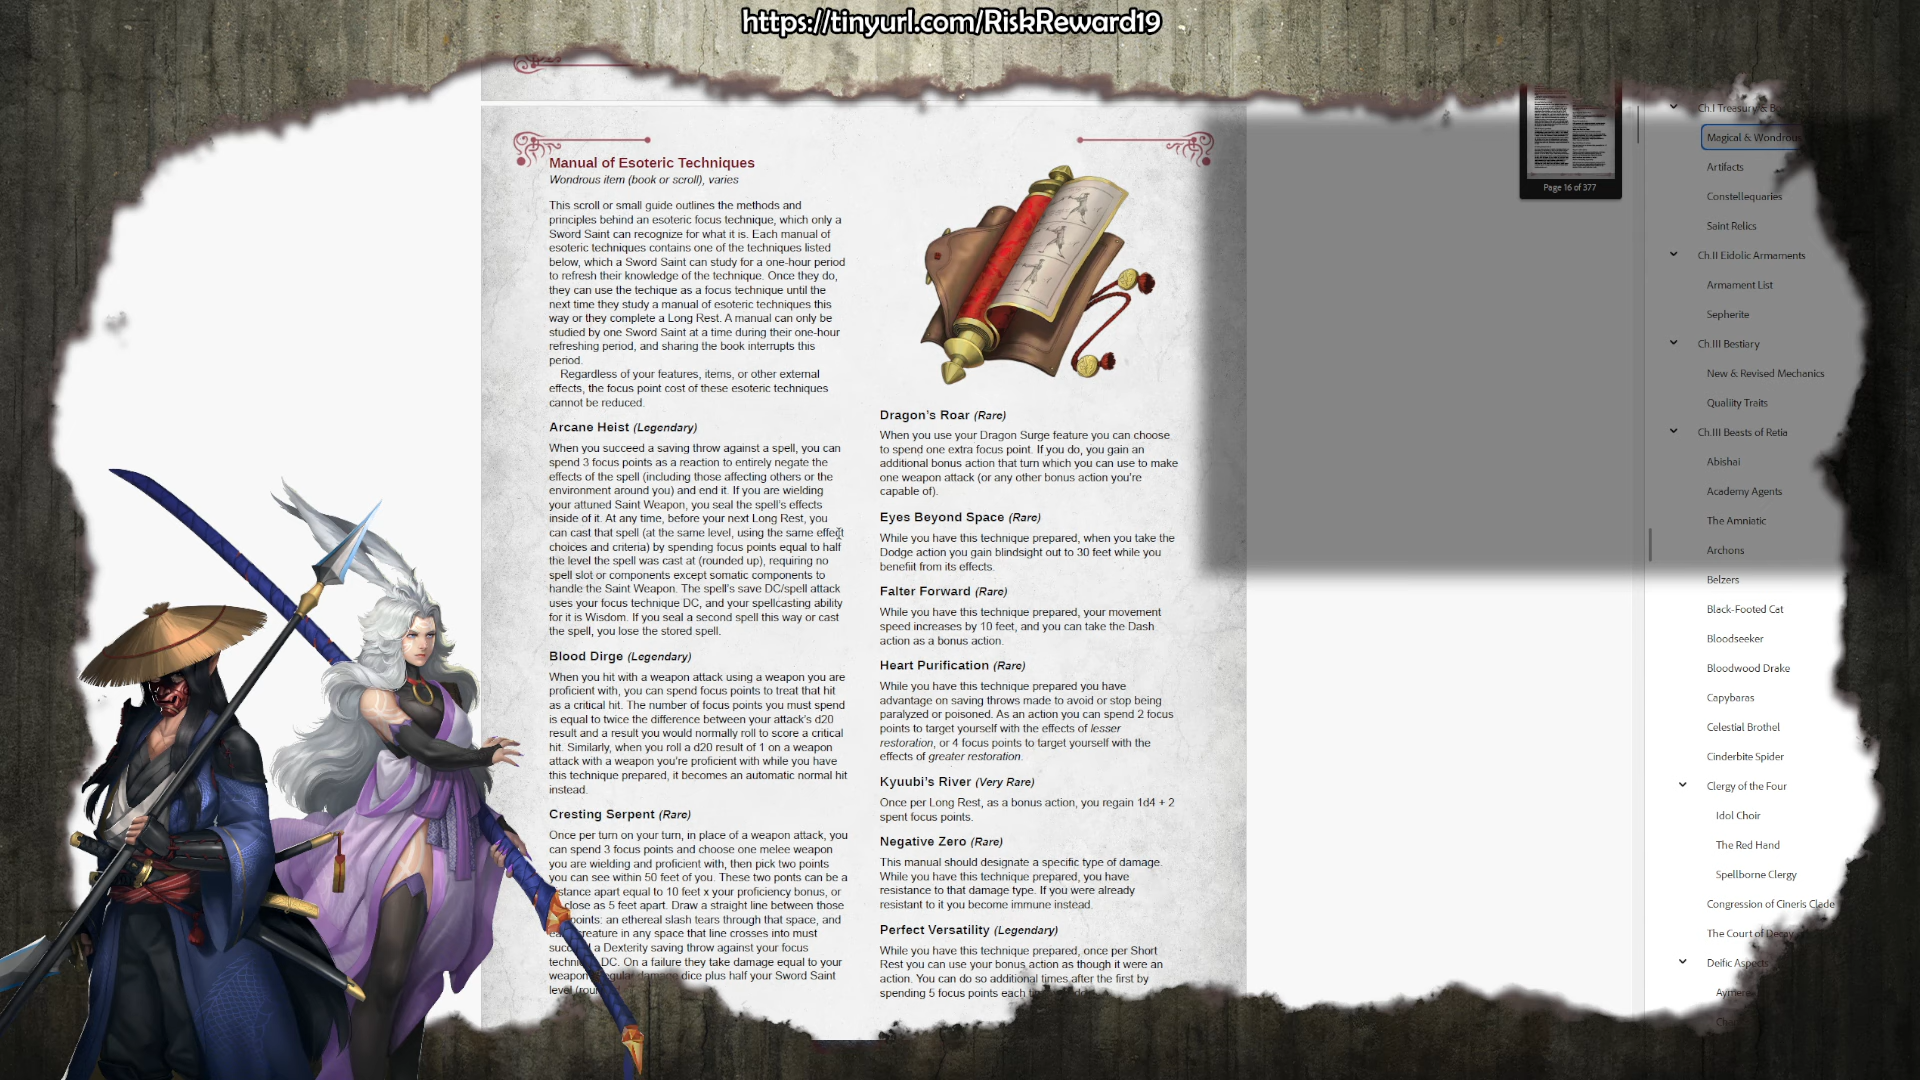 https://tinyurl.com/RiskReward19
Manual of Esoteric Techniques
Wondrous item (book or scroll), varies
This scroll or small guide outlines the methods and
principles behind an esoteric focus technique, which only a
Sword Saint can recognize for what it is. Each manual of
esoteric techniques contains one of the techniques listed
below, which a Sword Saint can study for a one-hour period
to refresh their knowledge of the technique. Once they do,
they can use the techique as a focus technique until the
next time they study a manual of esoteric techniques this
way or they complete a Long Rest. A manual can only be
studied by one Sword Saint at a time during their one-hour
refreshing period, and sharing the book interrupts this
period.
Regardless of your features, items, or other external
effects, the focus point cost of these esoteric techniques
cannot be reduced.
Arcane Heist (Legendary)
When you succeed a saving throw against a spell, you can
spend 3 focus points as a reaction to entirely negate the
effects of the spell (including those affecting others or the
environment around you) and end it. If you are wielding
your attuned Saint Weapon, you seal the spell's effects
inside of it. At any time, before your next Long Rest, you
can cast that spell (at the same level, using the same effect
choices and criteria) by spending focus points equal to half
the level the spell was cast at (rounded up), requiring no
spell slot or components except somatic components to
handle the Saint Weapon. The spell's save DC/spell attack
uses your focus technique DC, and your spellcasting ability
for it is Wisdom. If you seal a second spell this way or cast
the spell, you lose the stored spell.
Blood Dirge (Legendary)
When you hit with a weapon attack using a weapon you are
proficient with, you can spend focus points to treat that hit
as a critical hit. The number of focus points you must spend
is equal to twice the difference between your attack's d20
result and a result you would normally roll to score a critical
hit. Similarly, when you roll a d20 result of 1 on a weapon
attack with a weapon you're proficient with while you have
this technique prepared, it becomes an automatic normal hit
instead.
Cresting Serpent (Rare)
Once per turn on your turn, in place of a weapon attack, you
can spend 3 focus points and choose one melee weapon
you are wielding and proficient with, then pick two points
you can see within 50 feet of you. These two ponts can be a
distance apart equal to 10 feet x your proficiency bonus, or
close as 5 feet apart. Draw a straight line between those
points: an ethereal slash tears through that space, and
creature in any space that line crosses into must
a Dexterity saving throw against your focus
DC. On a failure they take damage equal to your
weapon regular damage dice plus half your Sword Saint
level
Dragon's Roar (Rare)
When you use your Dragon Surge feature you can choose
to spend one extra focus point. If you do, you gain an
additional bonus action that turn which you can use to make
one weapon attack (or any other bonus action you're
capable of).
Eyes Beyond Space (Rare)
While you have this technique prepared, when you take the
Dodge action you gain blindsight out to 30 feet while you
benefiit from its effects.
Falter Forward (Rare)
While you have this technique prepared, your movement
speed increases by 10 feet, and you can take the Dash
action as a bonus action.
Heart Purification (Rare)
While you have this technique prepared you have
advantage on saving throws made to avoid or stop being
paralyzed or poisoned. As an action you can spend 2 focus
points to target yourself with the effects of lesser
restoration, or 4 focus points to target yourself with the
effects of greater restoration.
Kyuubi's River (Very Rare)
Once per Long Rest, as a bonus action, you regain 1d4 + 2
spent focus points.
Negative Zero (Rare)
This manual should designate a specific type of damage.
While you have this technique prepared, you have
resistance to that damage type. If you were already
resistant to it you become immune instead.
Perfect Versatility (Legendary)
While you have this technique prepared, once per Short
Rest you can use your bonus action as though it were an
action. You can do so additional times after the first by
spending 5 focus points each
Page 16 of 377
Ch.I Treasury &
Magical & Wondrous
Artifacts
Constellequaries
Saint Relics
Ch.II Eidolic Armaments
Armament List
Sepherite
Ch.III Bestiary
New & Revised Mechanics
Qualiity Traits
Ch.III Beasts of Retia
Abishai
Academy Agents
The Amniatic
Archons
Belzers
Black-Footed Cat
Bloodseeker
Bloodwood Drake
Capybaras
Celestial Brothel
Cinderbite Spider
Clergy of the Four
Idol Choir
The Red Hand
Spellborne Clergy
Congression of Cineris Clade
The Court of Decay
Deific Aspects